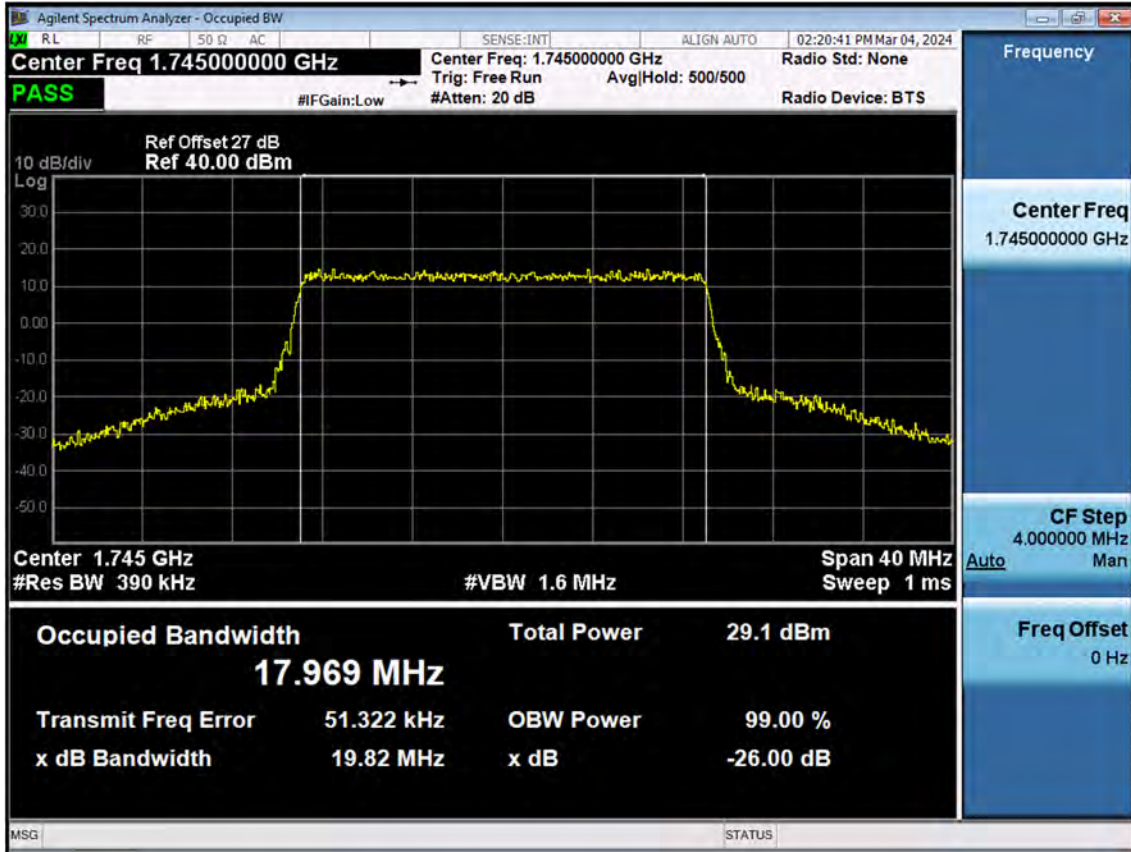 Agilent Spectrum Analyzer - Occupied BW
LXI RL RF 50 Ω AC SENSE:INT ALIGN AUTO 02:20:41 PM Mar 04, 2024
Center Freq 1.745000000 GHz
Center Freq: 1.745000000 GHz
Radio Std: None
Trig: Free Run Avg|Hold: 500/500
PASS
#IFGain:Low
#Atten: 20 dB
Radio Device: BTS
Ref Offset 27 dB
10 dB/div Ref 40.00 dBm
Log
30.0
20.0
10.0
0.00
-10.0
-20.0
-30.0
-40.0
-50.0
Center 1.745 GHz Span 40 MHz
#Res BW 390 kHz #VBW 1.6 MHz Sweep 1 ms
Occupied Bandwidth Total Power 29.1 dBm
17.969 MHz
Transmit Freq Error 51.322 kHz OBW Power 99.00 %
x dB Bandwidth 19.82 MHz x dB -26.00 dB
MSG STATUS
Frequency
Center Freq
1.745000000 GHz
CF Step
4.000000 MHz
Auto Man
Freq Offset
0 Hz